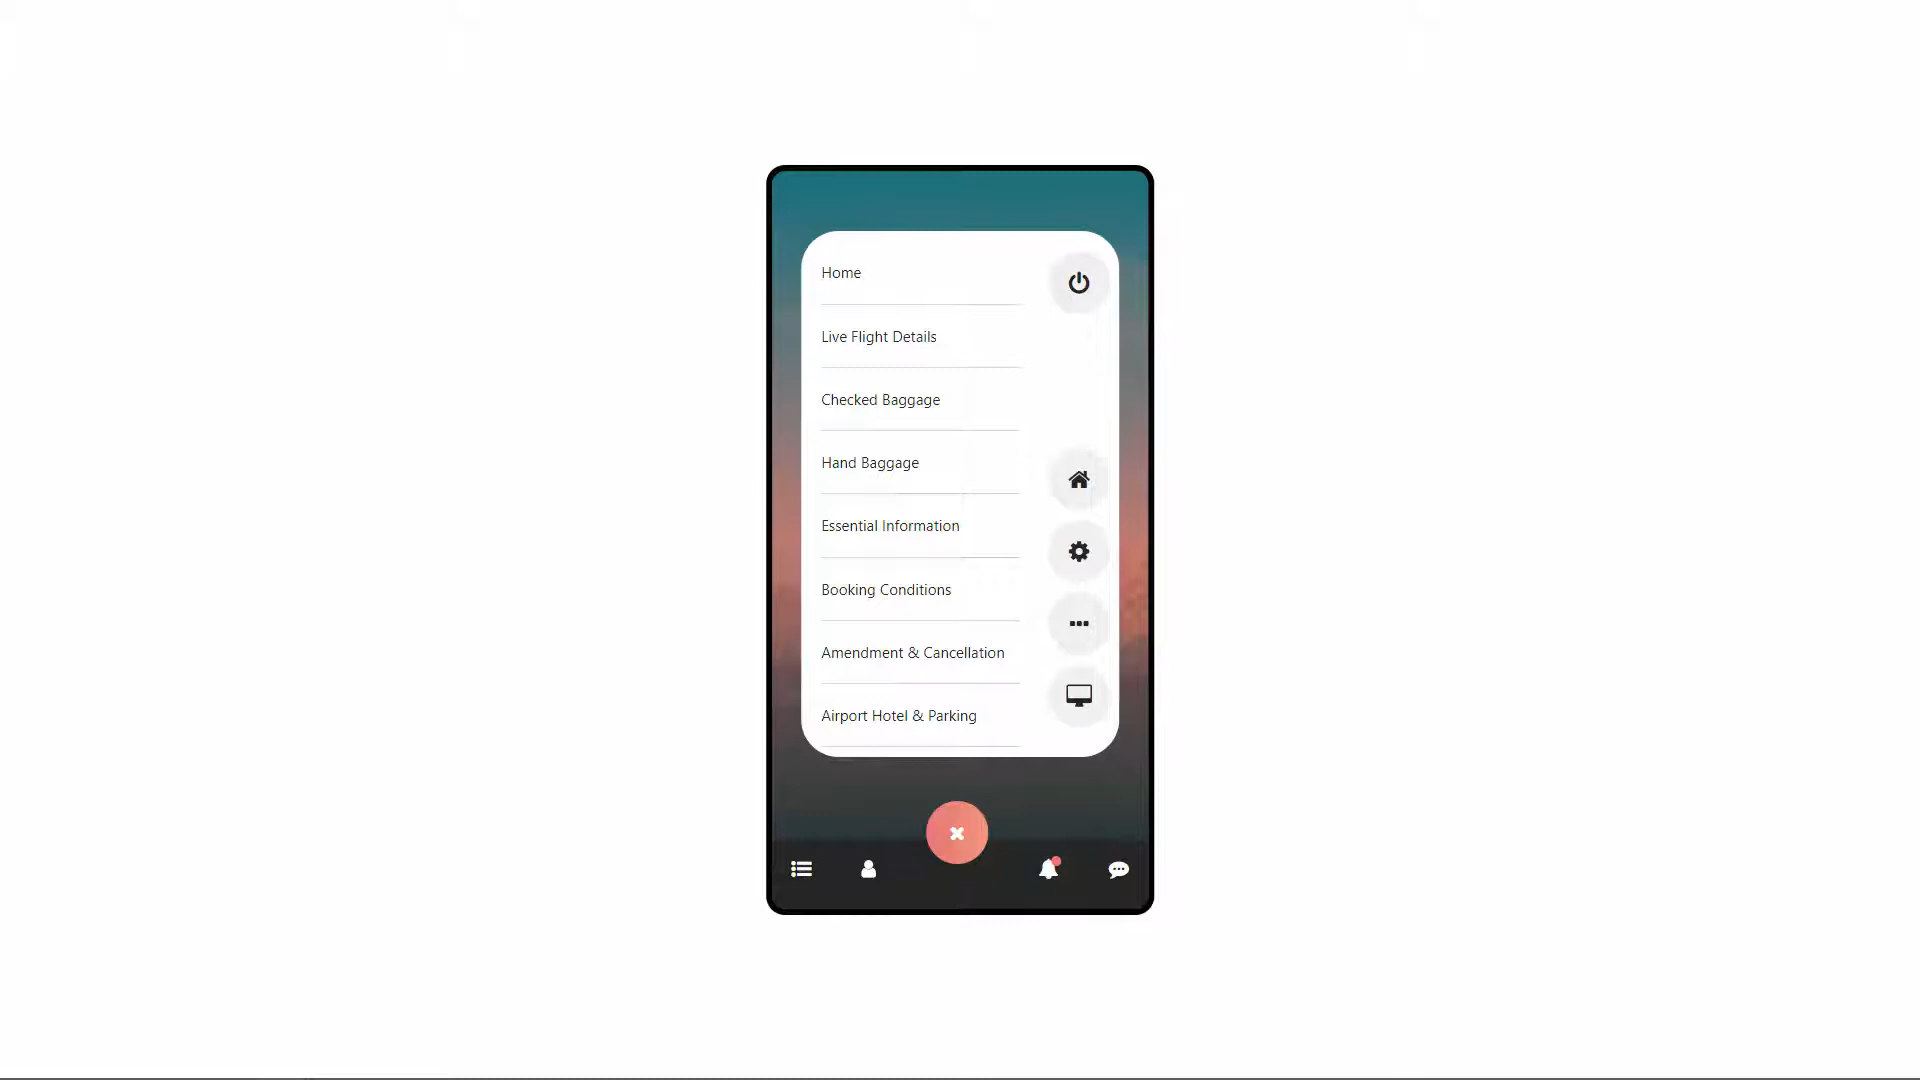 Home
Live Flight Details
Checked Baggage
Hand Baggage
Essential Information
Booking Conditions
Amendment & Cancellation
Airport Hotel & Parking